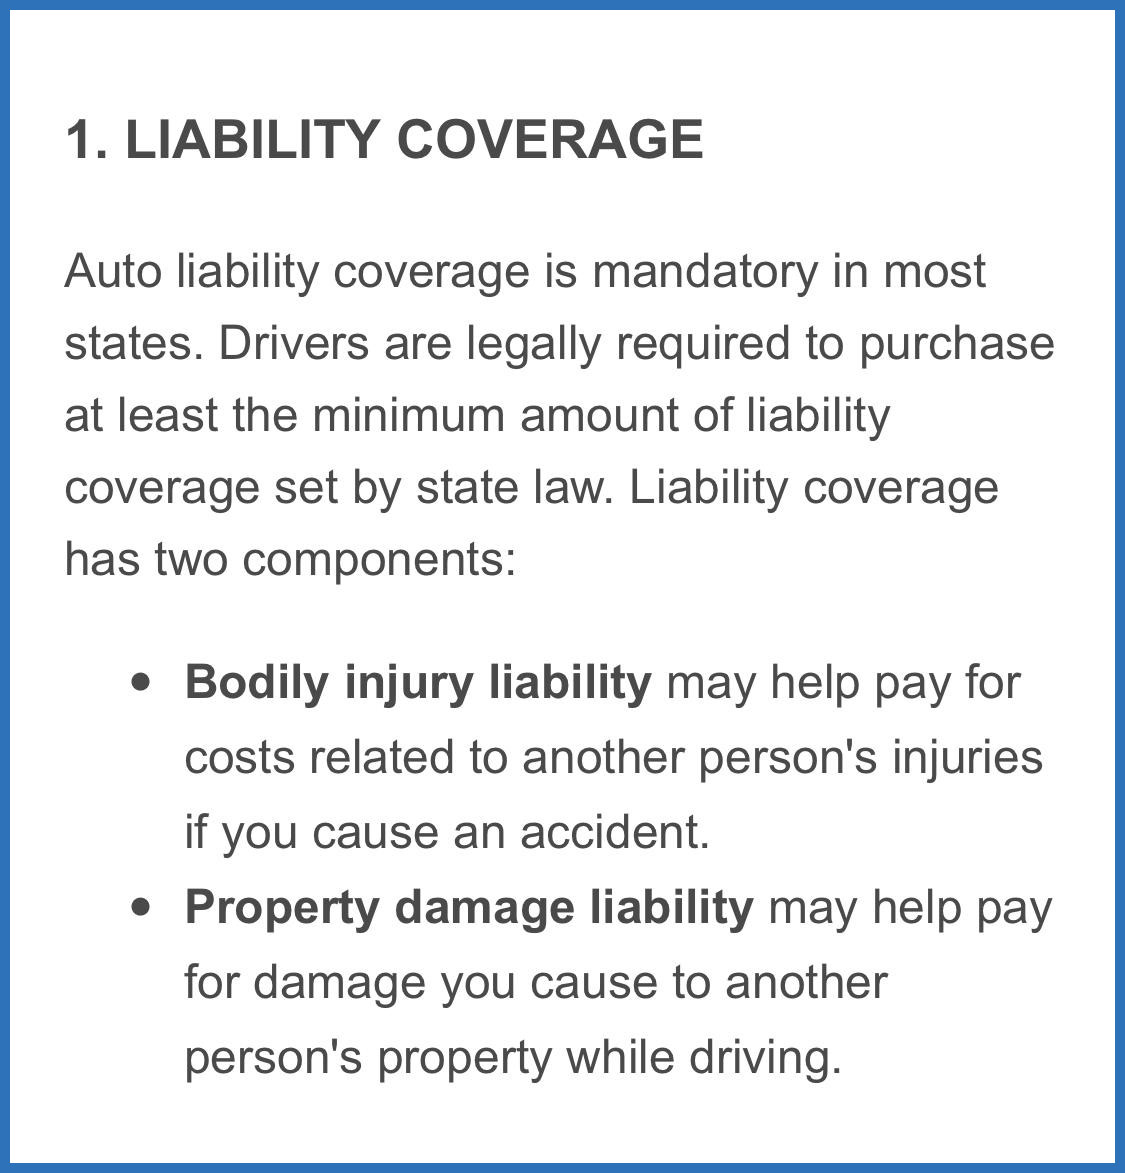 1. LIABILITY COVERAGE
Auto liability coverage is mandatory in most
states. Drivers are legally required to purchase
at least the minimum amount of liability
coverage set by state law. Liability coverage
has two components:
• Bodily injury liability may help pay for
costs related to another person's injuries
if you cause an accident.
• Property damage liability may help pay
for damage you cause to another
person's property while driving.